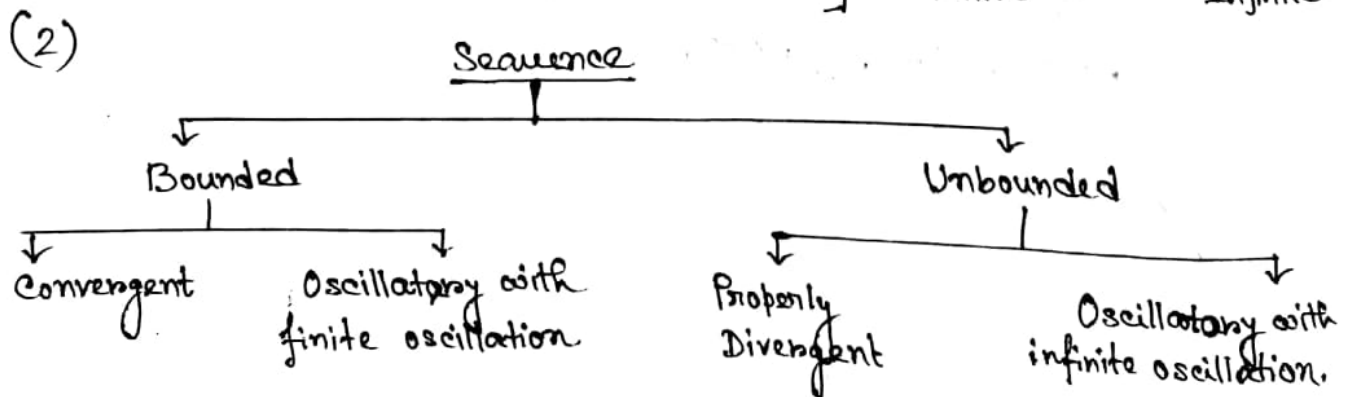 (2)
Sequence
Bounded
Unbounded
Convergent
Oscillatory with
finite oscillation
Properly
Divergent
Oscillatory with
infinite oscillation.